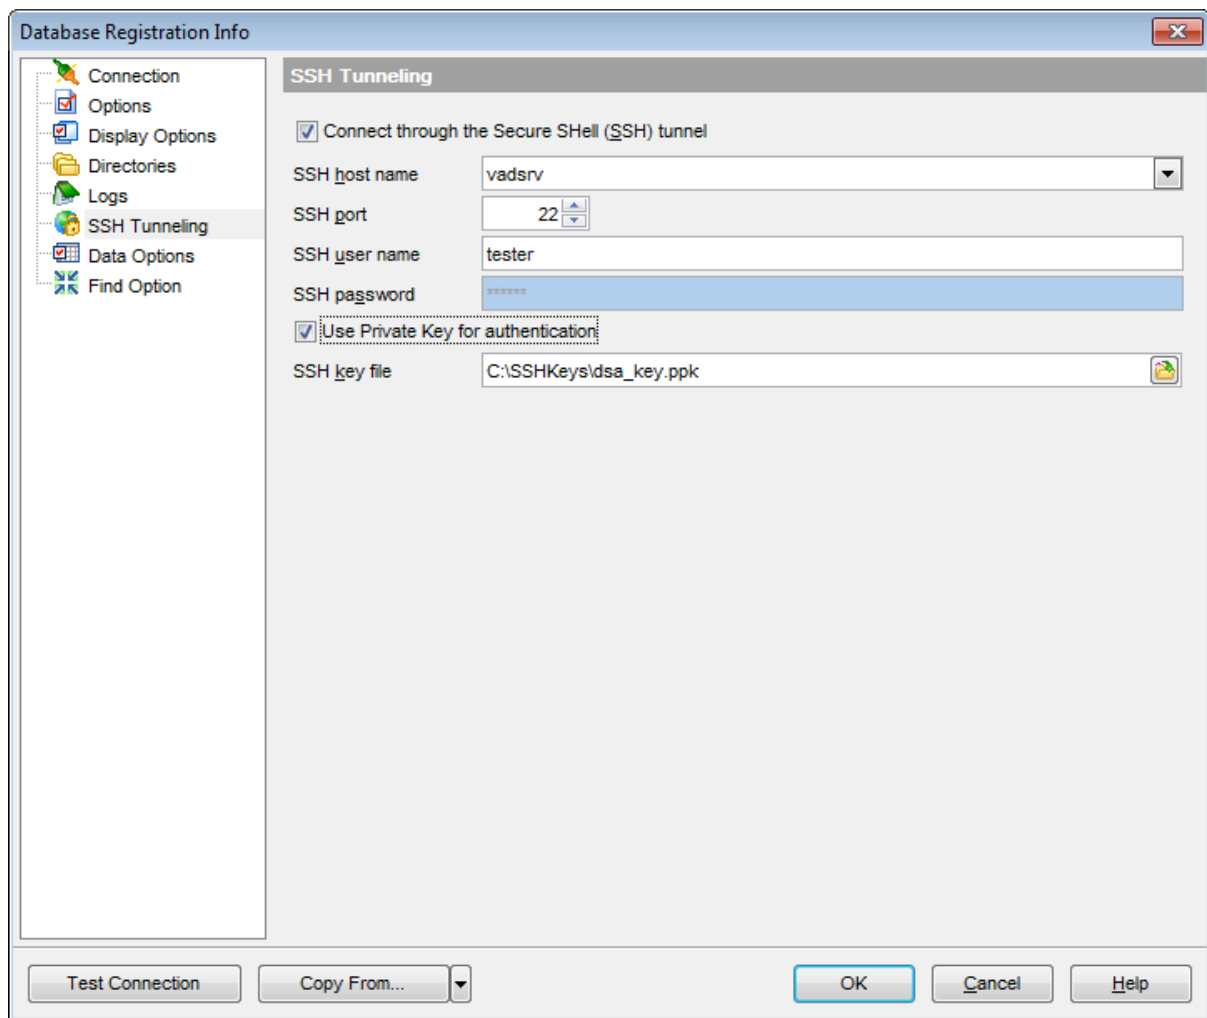 Database Registration Info
Connection
Options
Display Options
Directories
Logs
SSH Tunneling
Data Options
Find Option
SSH Tunneling
Connect through the Secure SHell (SSH) tunnel
SSH host name vadsrv
SSH port 22
SSH user name tester
SSH password ******
Use Private Key for authentication
SSH key file C:\SSHKeys\dsa_key.ppk
Test Connection Copy From... OK Cancel Help